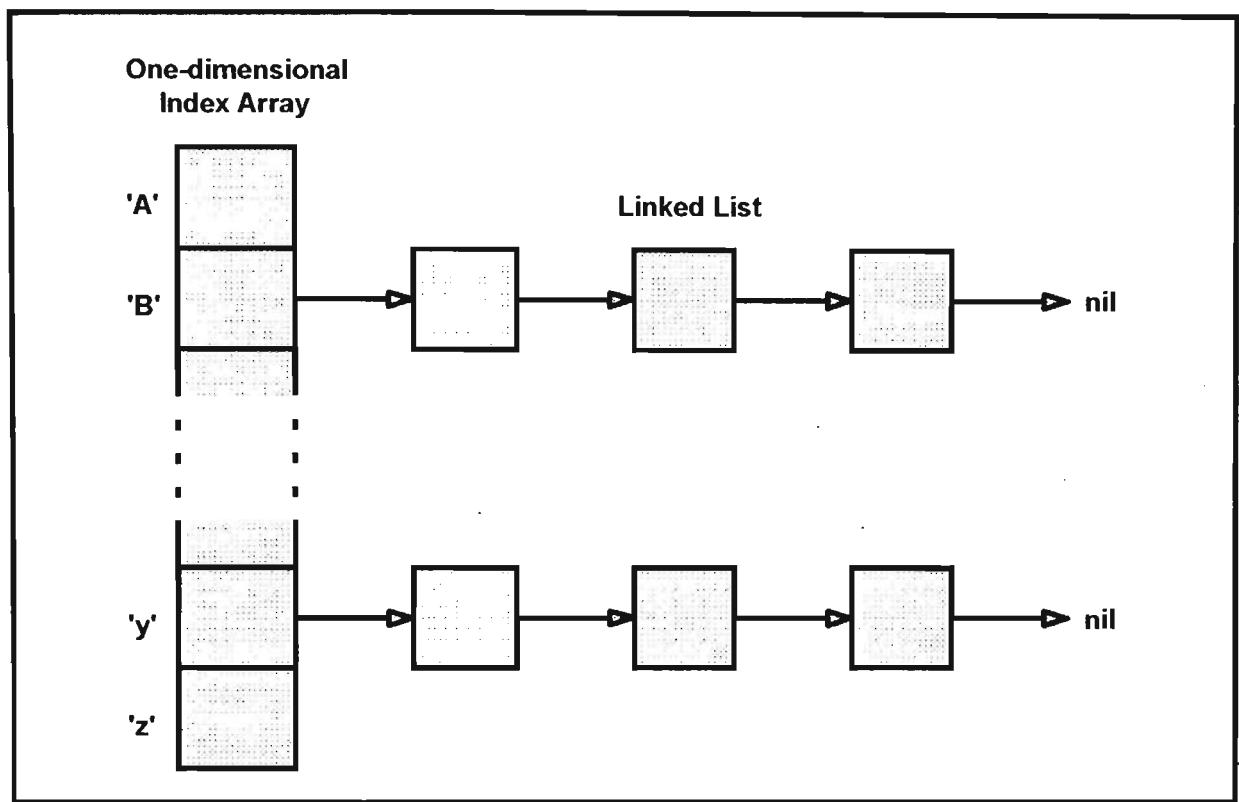 One-dimensional
Index Array
'A'
Linked List
'B'
nil
'y'
nil
'z'